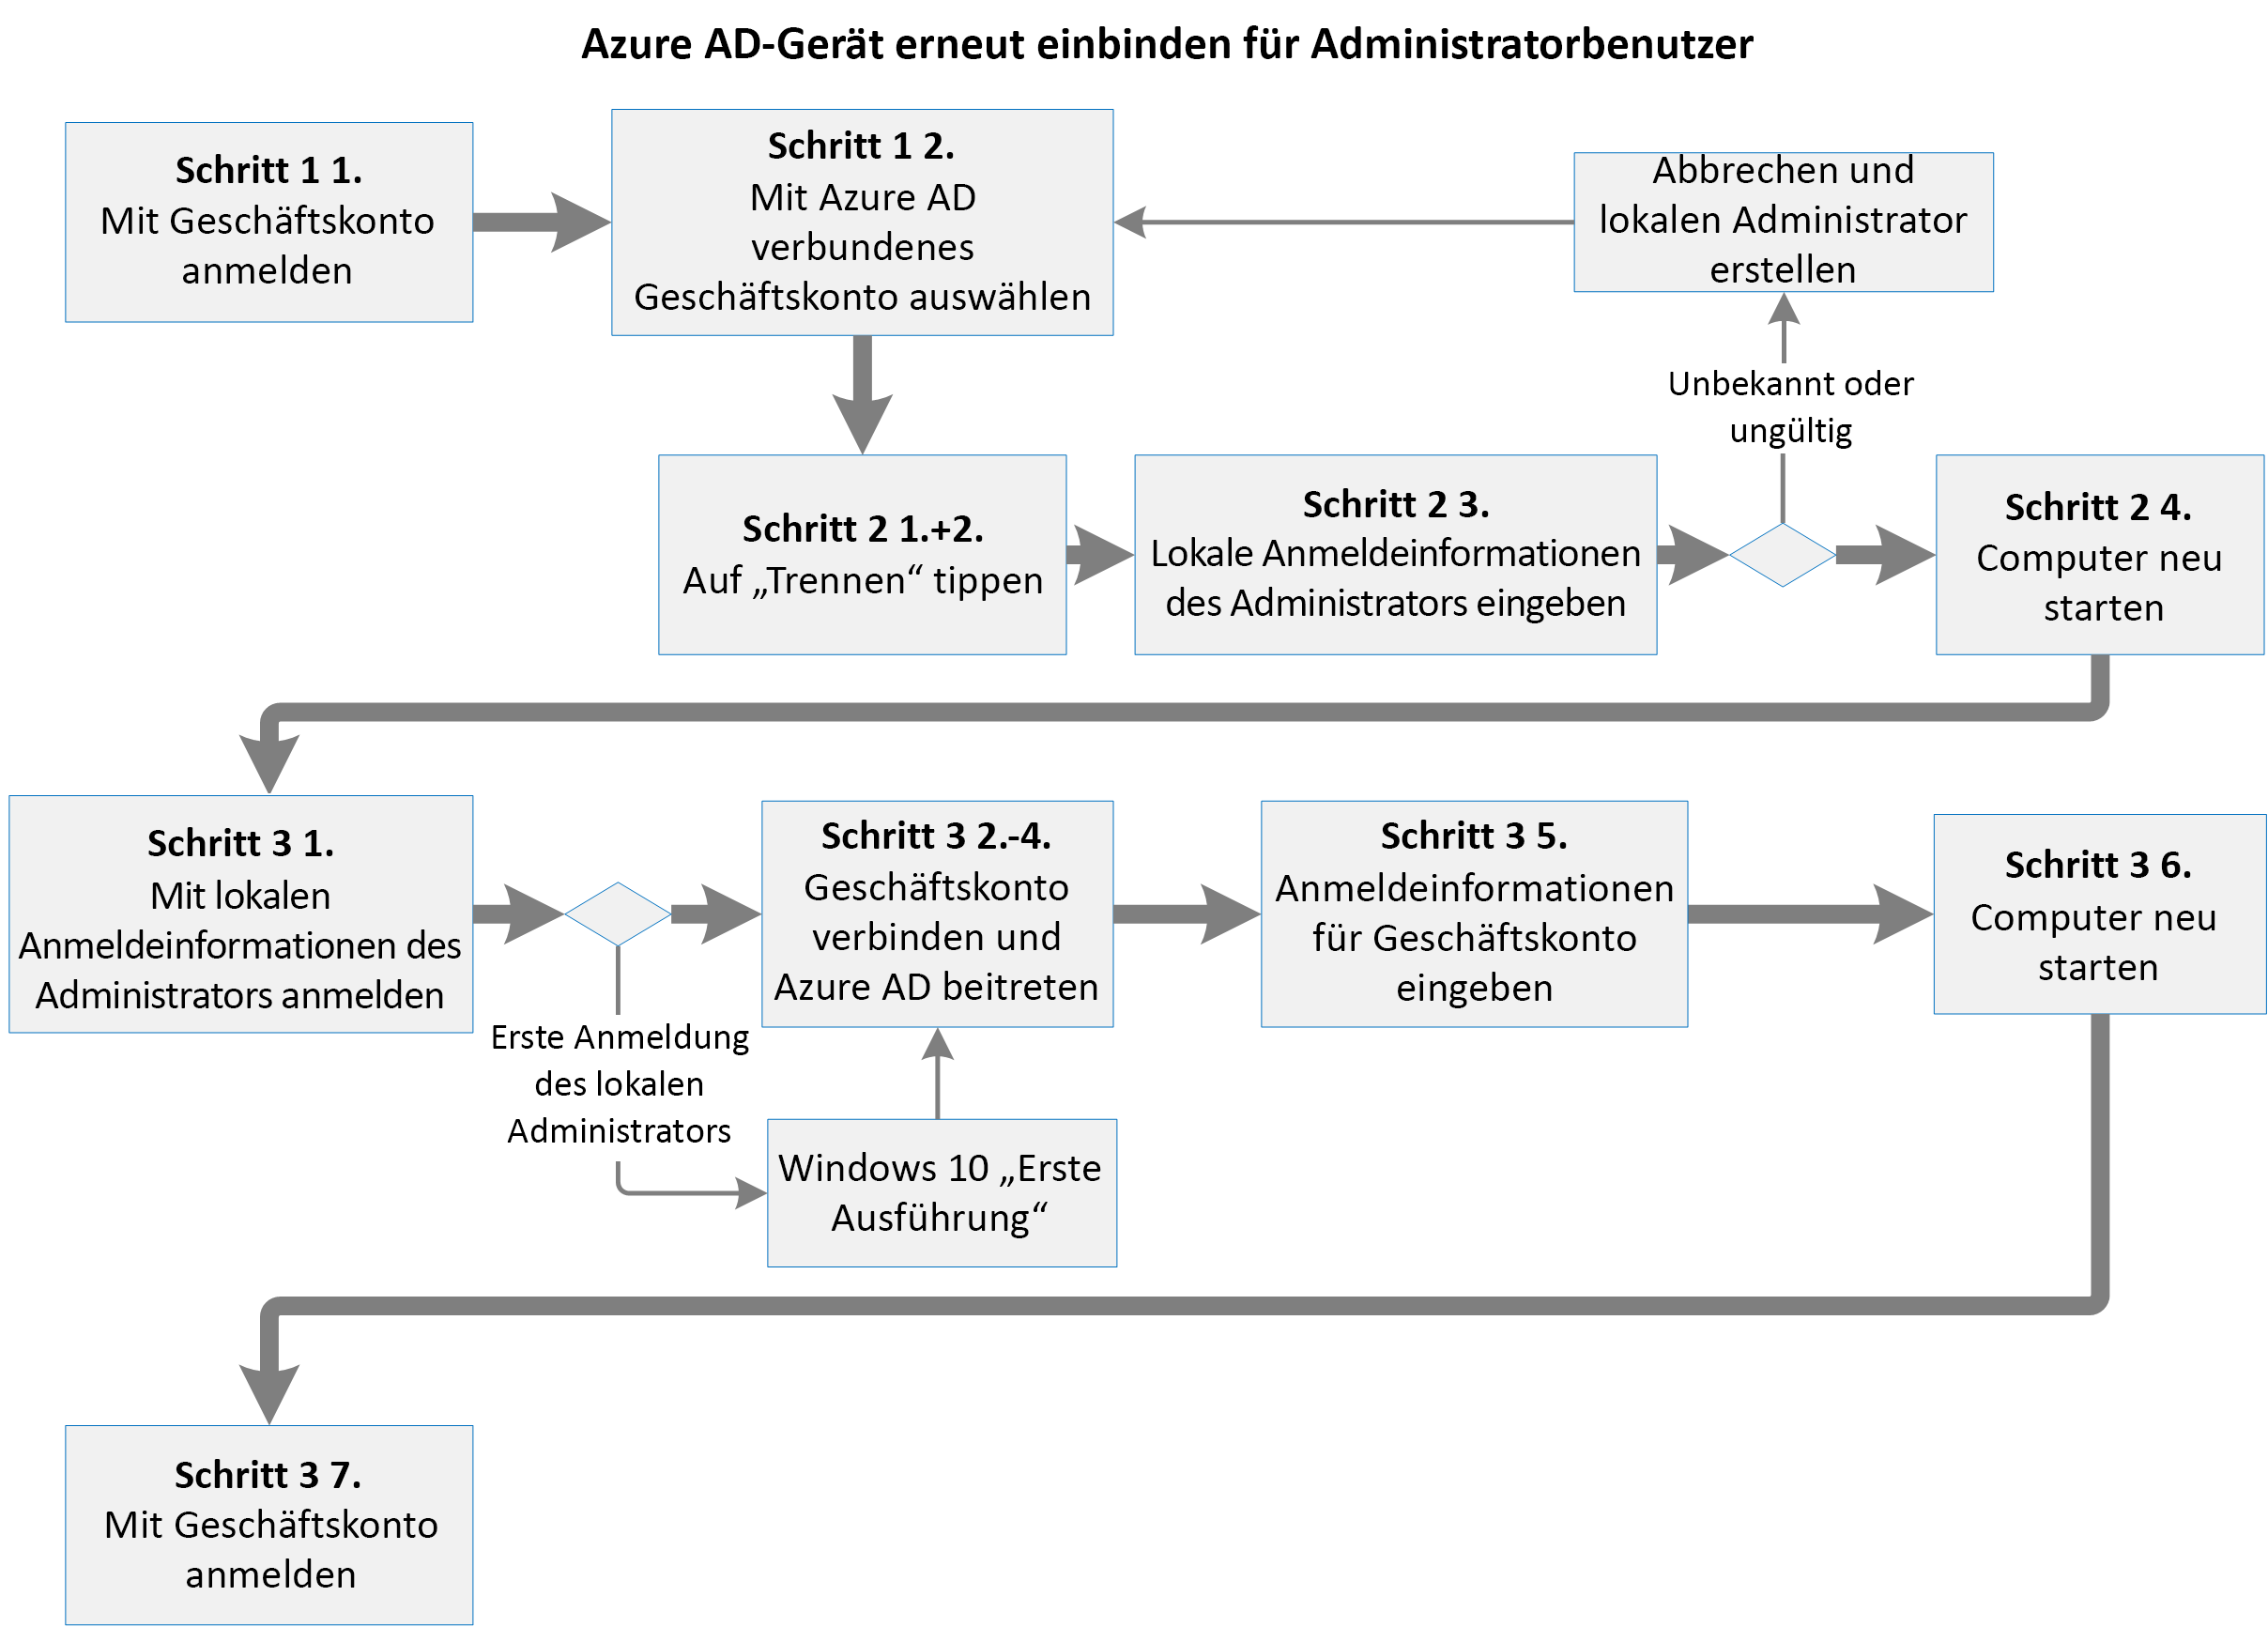 Azure AD-Gerät erneut einbinden für Administratorbenutzer
Schritt 1 1.
Mit Geschäftskonto
anmelden
Schritt 1 2.
Mit Azure AD
verbundenes
Geschäftskonto auswählen
Abbrechen und
lokalen Administrator
erstellen
Unbekannt oder
ungültig
Schritt 2 1.+2.
Auf „Trennen“ tippen
Schritt 2 3.
Lokale Anmeldeinformationen
des Administrators eingeben
Schritt 2 4.
Computer neu
starten
Schritt 3 1.
Mit lokalen
Anmeldeinformationen des
Administrators anmelden
Erste Anmeldung
des lokalen
Administrators
Schritt 3 2.-4.
Geschäftskonto
verbinden und
Azure AD beitreten
Windows 10 „Erste
Ausführung“
Schritt 3 5.
Anmeldeinformationen
für Geschäftskonto
eingeben
Schritt 3 6.
Computer neu
starten
Schritt 3 7.
Mit Geschäftskonto
anmelden